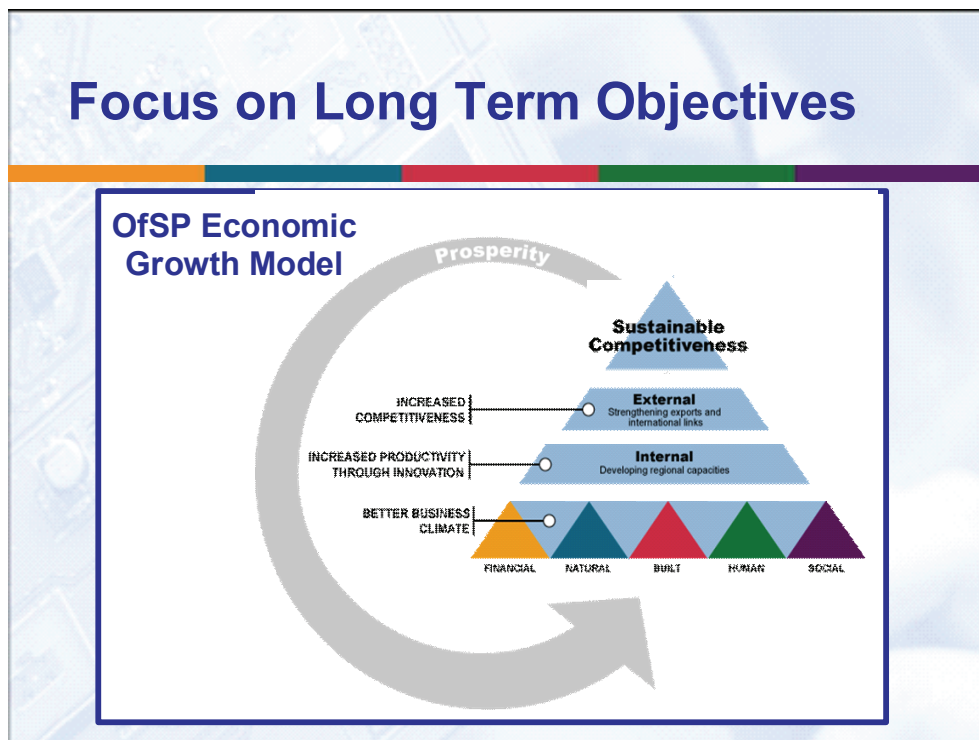 Focus on Long Term Objectives
OfSP Economic
Growth Model
Prosperity
Sustainable
Competitiveness
INCREASED
COMPETITIVENESS
External
Strengthening exports and
international links
INCREASED PRODUCTIVITY
THROUGH INNOVATION
Internal
Developing regional capacities
BETTER BUSINESS
CLIMATE
FINANCIAL
NATURAL
BUILT
HUMAN
SOCIAL